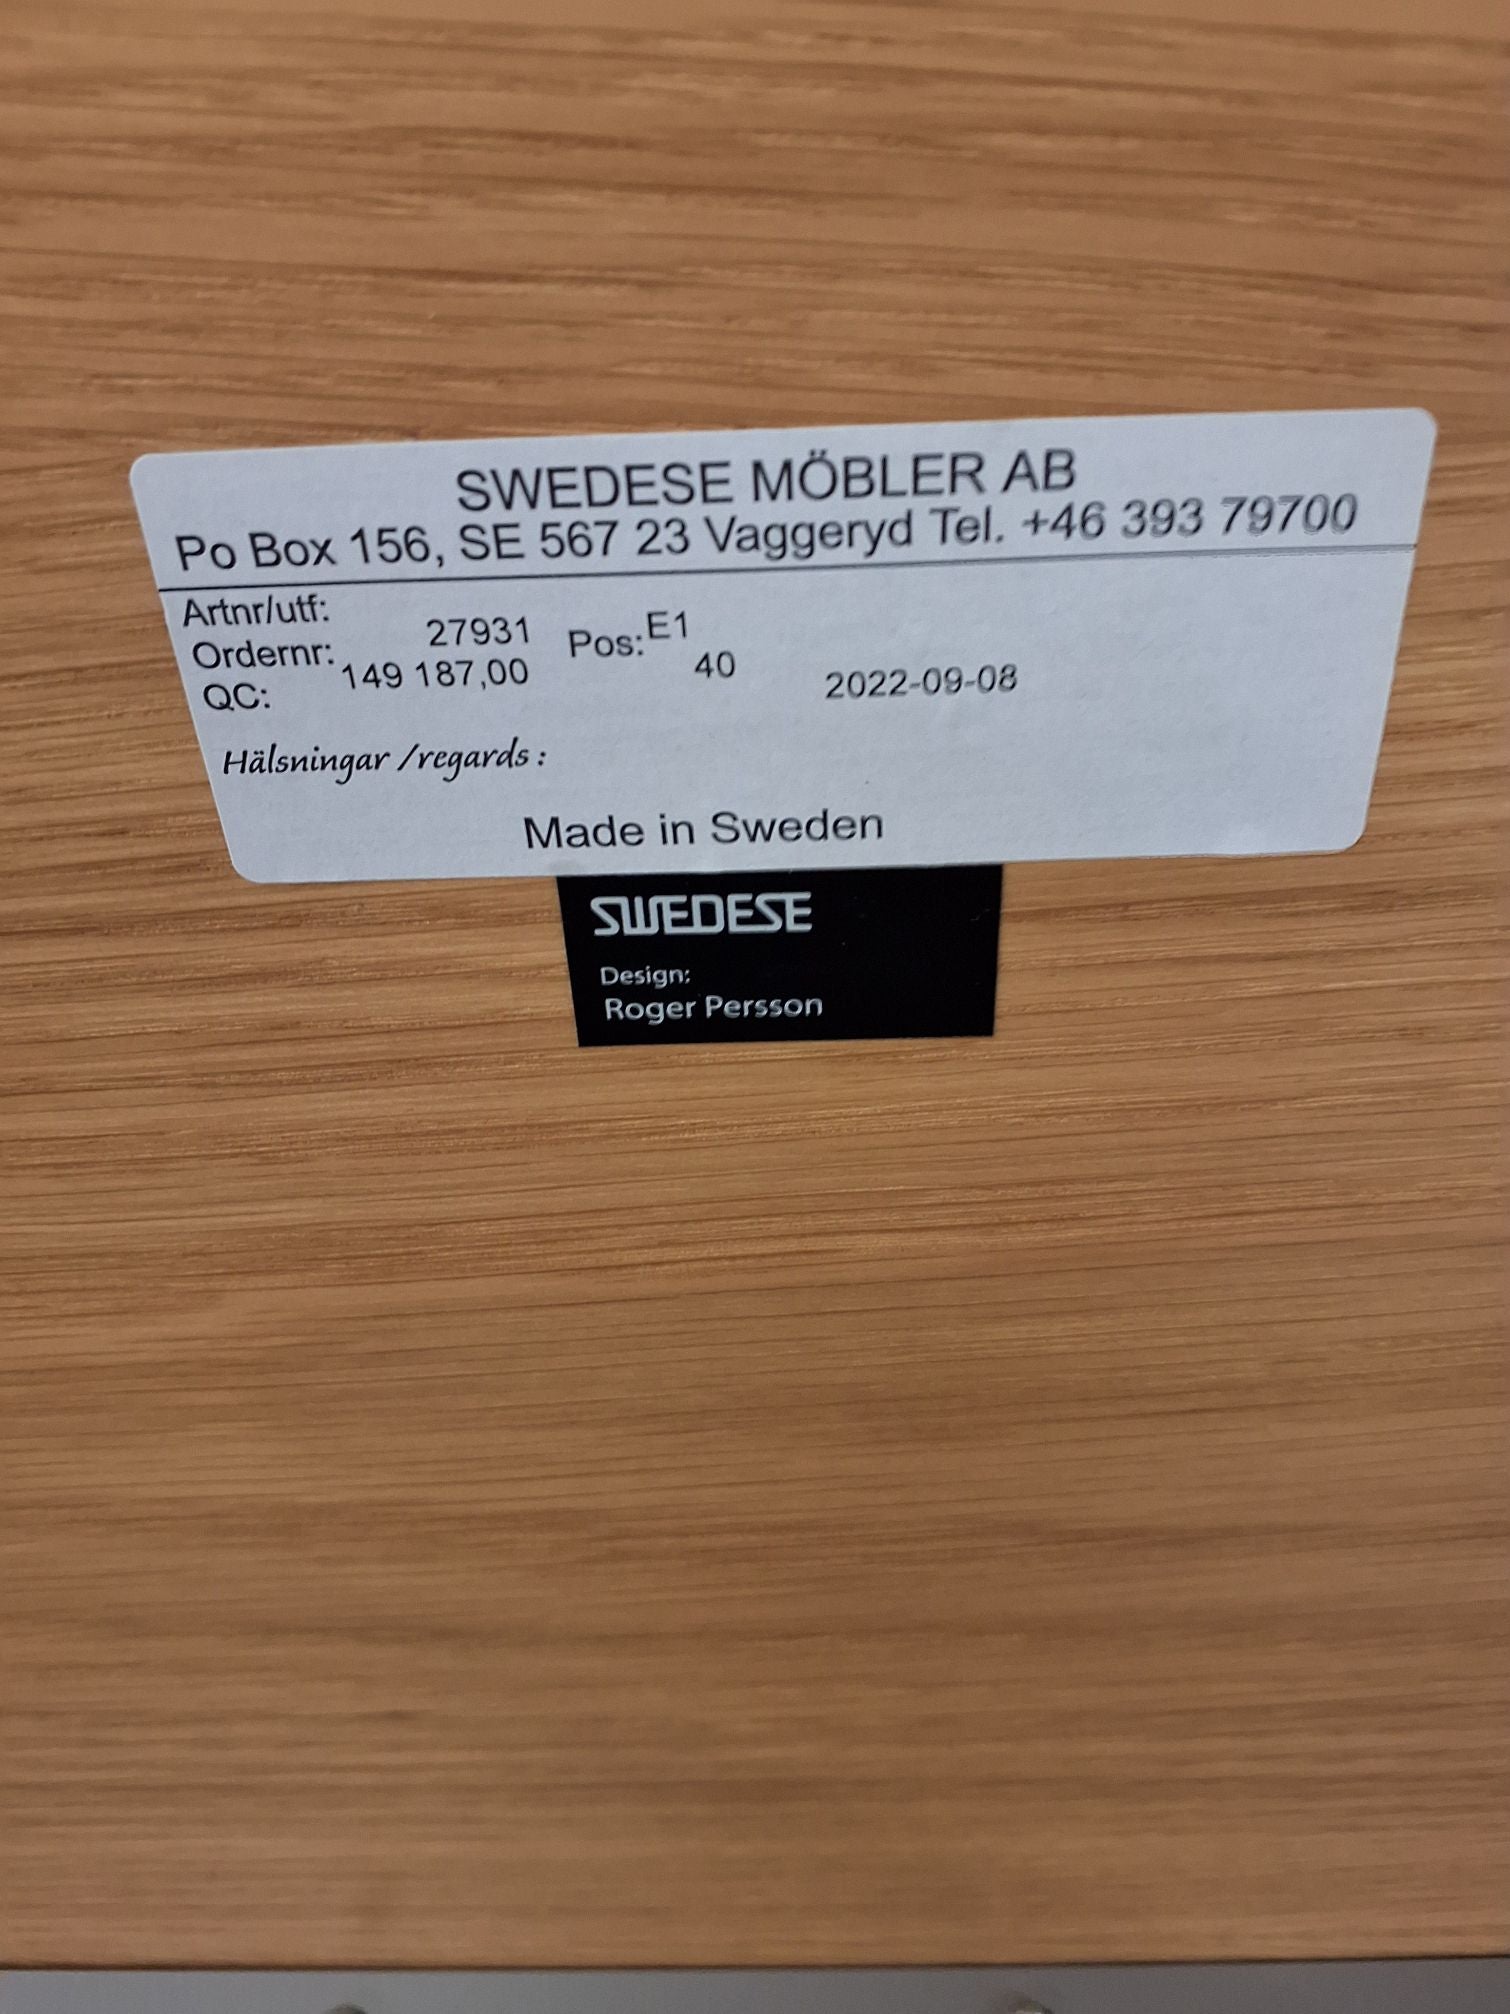 SWEDESE MÖBLER AB
Po Box 156, SE 567 23 Vaggeryd Tel. +46 393 79700
Artnr/utf: 27931 E1
Ordernr: 149 187,00 Pos: 40
QC: 2022-09-08
Hälsningar /regards :
Made in Sweden
SWEDESE
Design:
Roger Persson